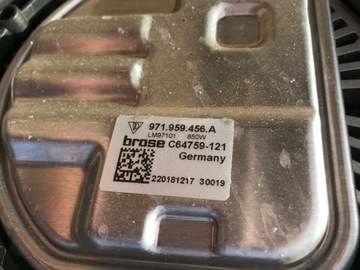 971.959.456.A
LM97101 850W
brose C64759-121
Germany
220181217 30019